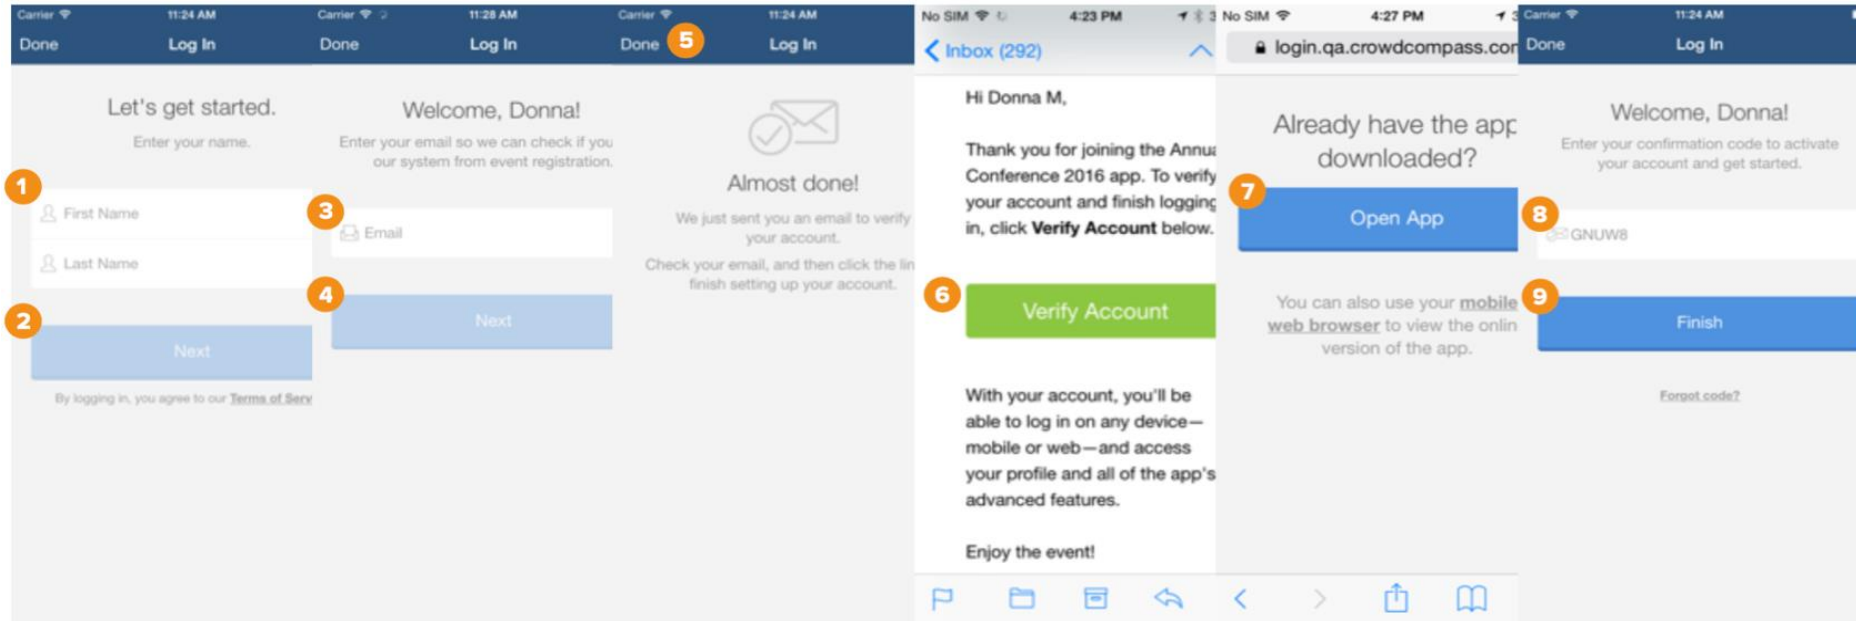 Carrier
11:24 AM
Done
Log In
Let's get started.
Enter your name.
1
First Name
Last Name
2
Next
By logging in, you agree to our Terms of Serv
Carrier
11:28 AM
Done
Log In
Welcome, Donna!
Enter your email so we can check if you
our system from event registration.
3
Email
4
Next
Carrier
11:24 AM
Done
5
Log In
Almost done!
We just sent you an email to verify
your account.
Check your email, and then click the lin
finish setting up your account.
No SIM
4:23 PM
3
Inbox (292)
Hi Donna M,
Thank you for joining the Annua
Conference 2016 app. To verify
your account and finish logging
in, click Verify Account below.
6
Verify Account
With your account, you'll be
able to log in on any device—
mobile or web—and access
your profile and all of the app's
advanced features.
Enjoy the event!
No SIM
4:27 PM
3
login.qa.crowdcompass.com
Already have the app
downloaded?
7
Open App
You can also use your mobile
web browser to view the onlin
version of the app.
Carrier
11:24 AM
Done
Log In
Welcome, Donna!
Enter your confirmation code to activate
your account and get started.
8
GNUW8
9
Finish
Forgot code?